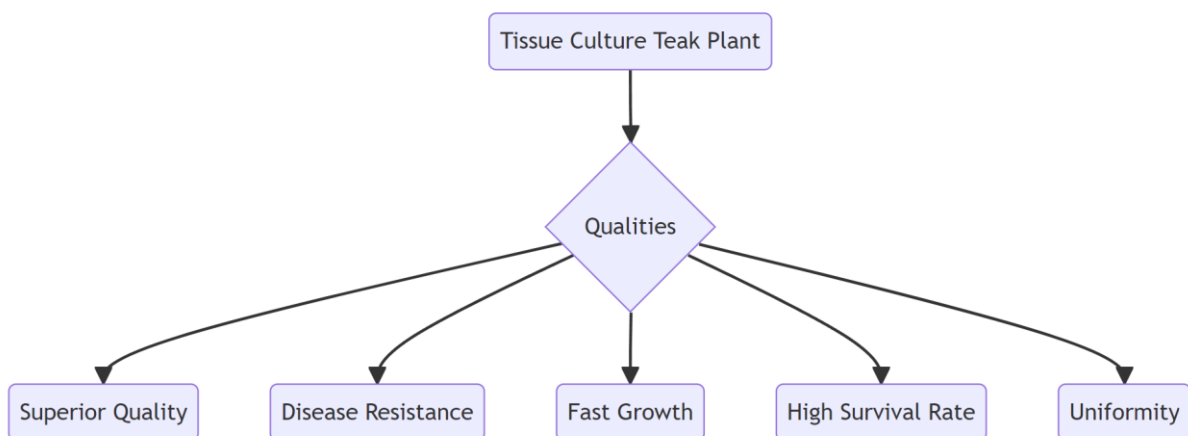 Tissue Culture Teak Plant
Qualities
Superior Quality
Disease Resistance
Fast Growth
High Survival Rate
Uniformity